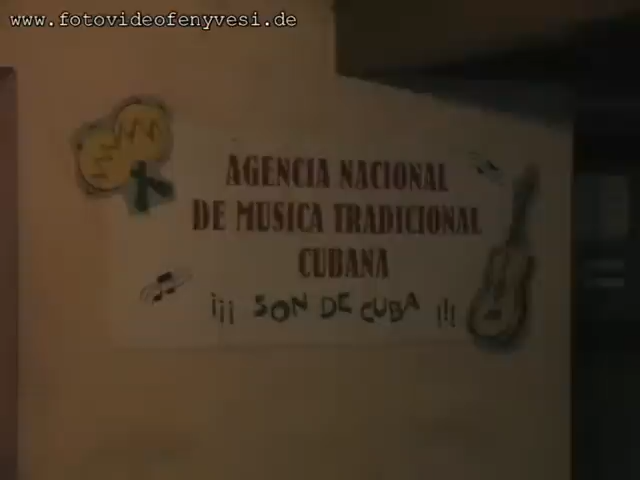 www.fotovideofenyvesi.de
AGENCIA NACIONAL
DE MUSICA TRADICIONAL
CUBANA
¡¡¡ SON DE CUBA !!!